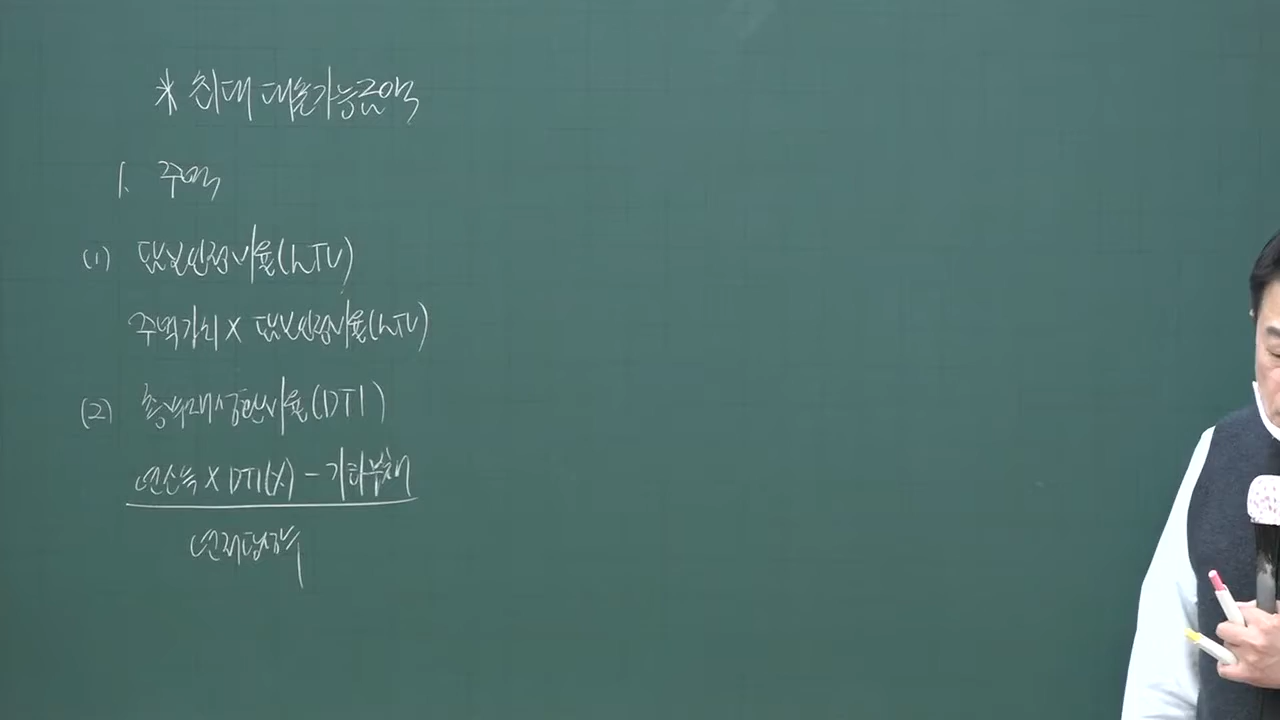 * 최대 대출가능금액
1. 주택
(1) 담보인정비율(LTV)
주택가치 × 담보인정비율(LTV)
(2) 총부채상환비율(DTI)
연소득 × DTI(%) - 기타부채
연저당상수